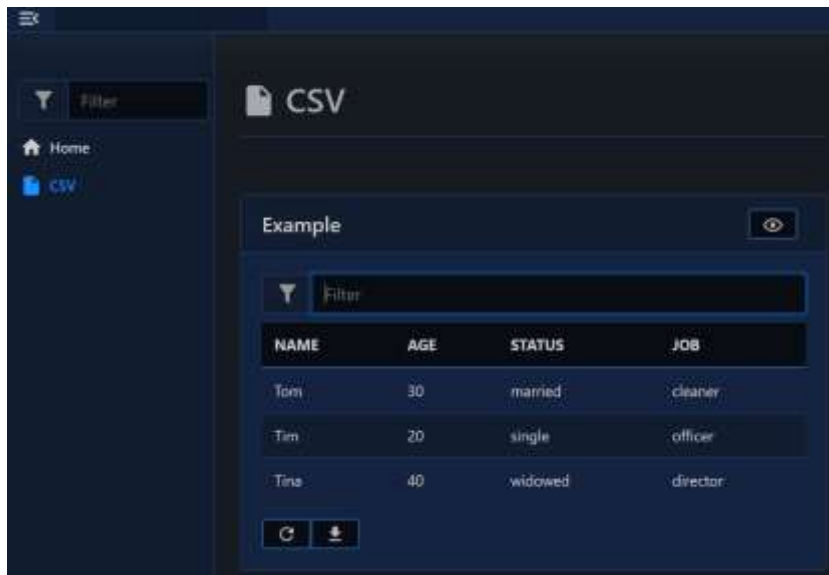 Filter
Home
CSV
CSV
Example
Filter
NAME AGE STATUS JOB
Tom 30 married cleaner
Tim 20 single officer
Tina 40 widowed director